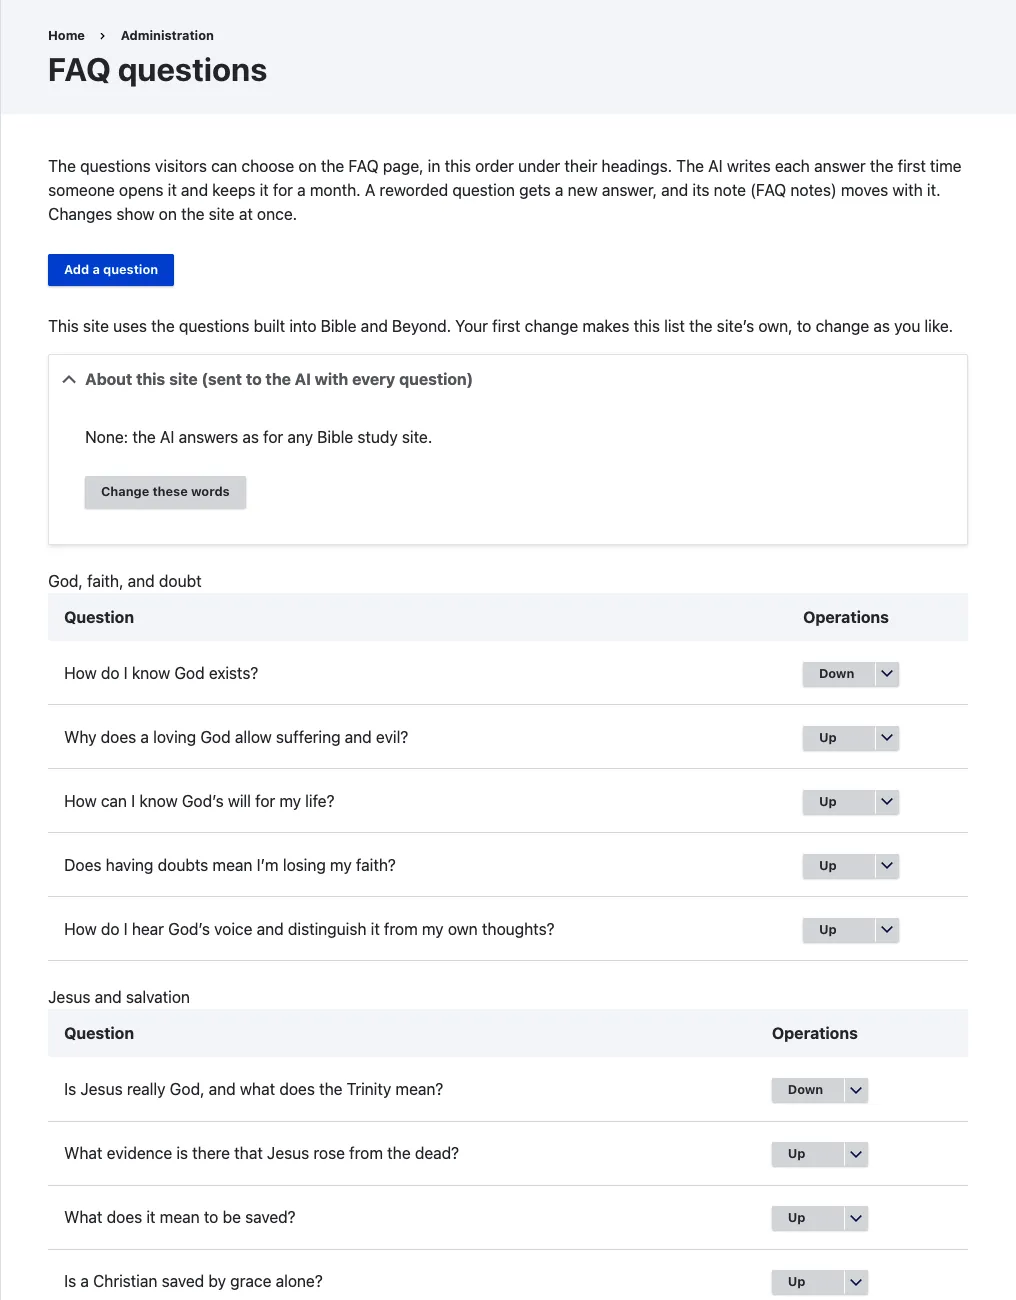 Home › Administration
FAQ questions
The questions visitors can choose on the FAQ page, in this order under their headings. The AI writes each answer the first time
someone opens it and keeps it for a month. A reworded question gets a new answer, and its note (FAQ notes) moves with it.
Changes show on the site at once.
Add a question
This site uses the questions built into Bible and Beyond. Your first change makes this list the site’s own, to change as you like.
About this site (sent to the AI with every question)
None: the AI answers as for any Bible study site.
Change these words
God, faith, and doubt
Question Operations
How do I know God exists? Down
Why does a loving God allow suffering and evil? Up
How can I know God’s will for my life? Up
Does having doubts mean I’m losing my faith? Up
How do I hear God’s voice and distinguish it from my own thoughts? Up
Jesus and salvation
Question Operations
Is Jesus really God, and what does the Trinity mean? Down
What evidence is there that Jesus rose from the dead? Up
What does it mean to be saved? Up
Is a Christian saved by grace alone? Up